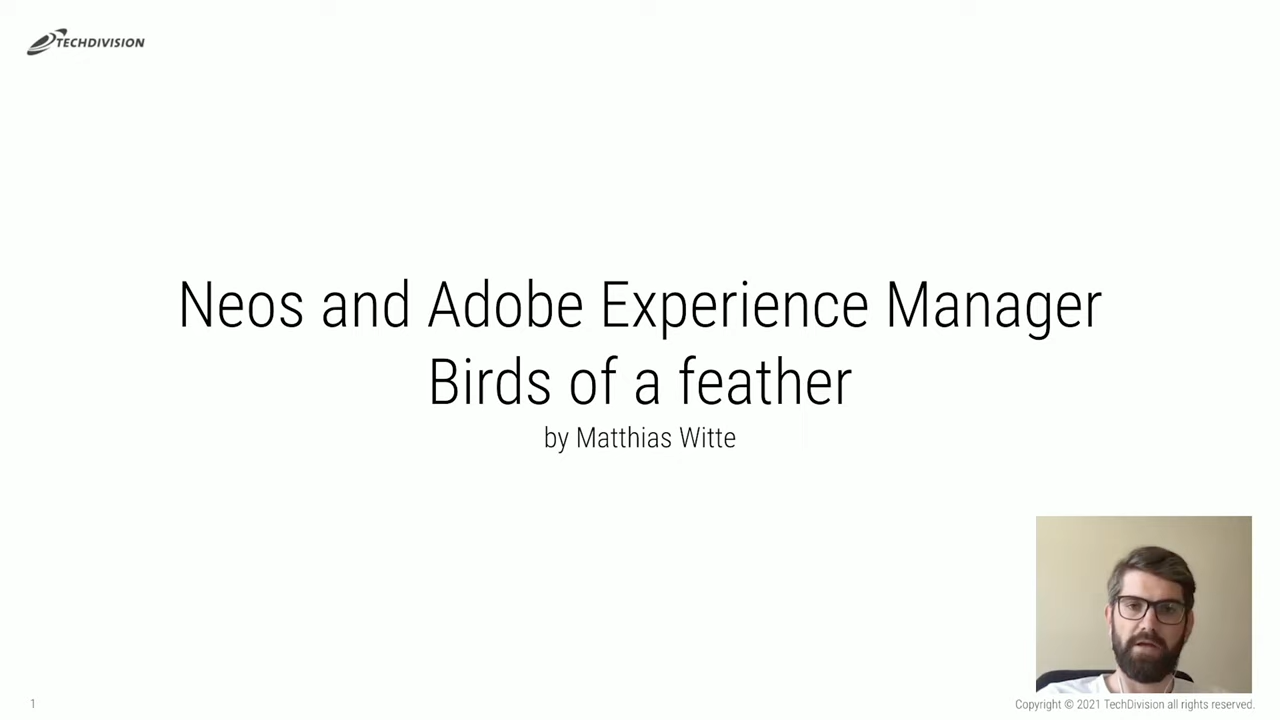 TECHDIVISION
Neos and Adobe Experience Manager
Birds of a feather
by Matthias Witte
1
Copyright © 2021 TechDivision all rights reserved.